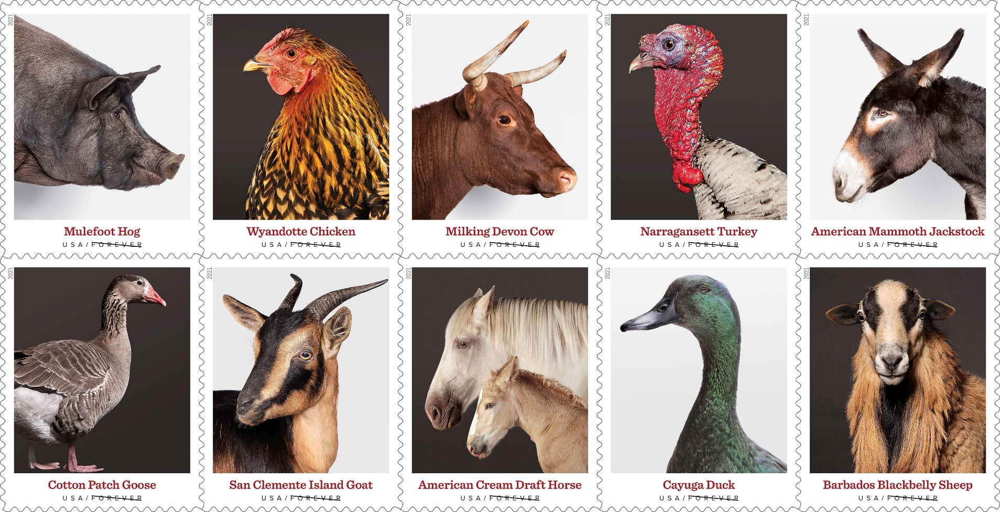 2021
Mulefoot Hog
USA/FOREVER
2021
Wyandotte Chicken
USA/FOREVER
2021
Milking Devon Cow
USA/FOREVER
2021
Narragansett Turkey
USA/FOREVER
2021
American Mammoth Jackstock
USA/FOREVER
2021
Cotton Patch Goose
USA/FOREVER
2021
San Clemente Island Goat
USA/FOREVER
2021
American Cream Draft Horse
USA/FOREVER
2021
Cayuga Duck
USA/FOREVER
2021
Barbados Blackbelly Sheep
USA/FOREVER